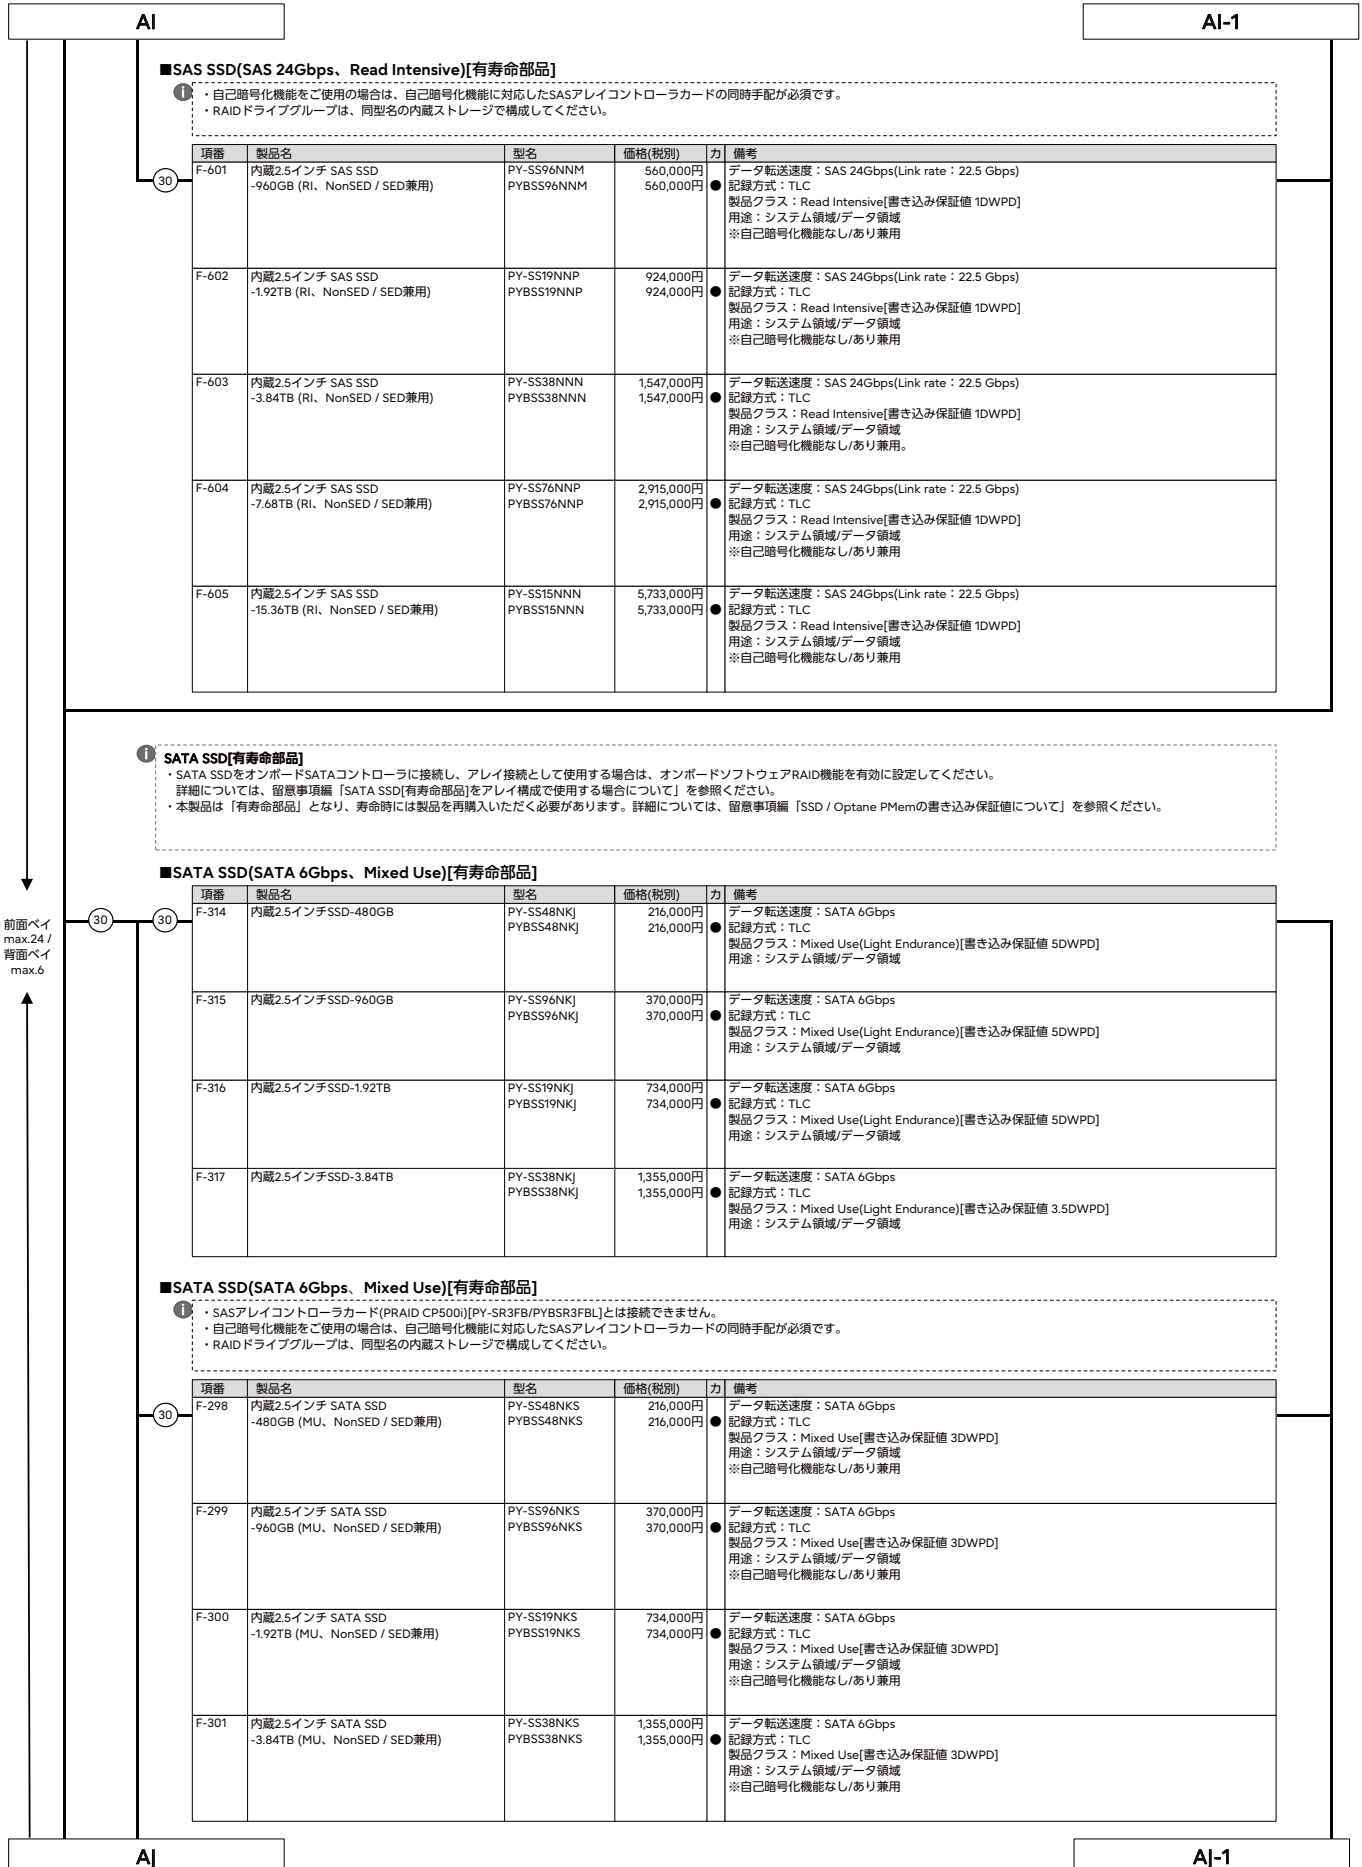 AI
AI-1
■SAS SSD(SAS 24Gbps、Read Intensive)[有寿命部品]
・自己暗号化機能をご使用の場合は、自己暗号化機能に対応したSASアレイコントローラカードの同時手配が必須です。
・RAIDドライブグループは、同型名の内蔵ストレージで構成してください。
項番 製品名 型名 価格(税別) カ 備考
30
F-601 内蔵2.5インチ SAS SSD PY-SS96NNM 560,000円 データ転送速度：SAS 24Gbps(Link rate：22.5 Gbps)
-960GB (RI、NonSED / SED兼用) PYBSS96NNM 560,000円 ● 記録方式：TLC
製品クラス：Read Intensive[書き込み保証値 1DWPD]
用途：システム領域/データ領域
※自己暗号化機能なし/あり兼用
F-602 内蔵2.5インチ SAS SSD PY-SS19NNP 924,000円 データ転送速度：SAS 24Gbps(Link rate：22.5 Gbps)
-1.92TB (RI、NonSED / SED兼用) PYBSS19NNP 924,000円 ● 記録方式：TLC
製品クラス：Read Intensive[書き込み保証値 1DWPD]
用途：システム領域/データ領域
※自己暗号化機能なし/あり兼用
F-603 内蔵2.5インチ SAS SSD PY-SS38NNN 1,547,000円 データ転送速度：SAS 24Gbps(Link rate：22.5 Gbps)
-3.84TB (RI、NonSED / SED兼用) PYBSS38NNN 1,547,000円 ● 記録方式：TLC
製品クラス：Read Intensive[書き込み保証値 1DWPD]
用途：システム領域/データ領域
※自己暗号化機能なし/あり兼用。
F-604 内蔵2.5インチ SAS SSD PY-SS76NNP 2,915,000円 データ転送速度：SAS 24Gbps(Link rate：22.5 Gbps)
-7.68TB (RI、NonSED / SED兼用) PYBSS76NNP 2,915,000円 ● 記録方式：TLC
製品クラス：Read Intensive[書き込み保証値 1DWPD]
用途：システム領域/データ領域
※自己暗号化機能なし/あり兼用
F-605 内蔵2.5インチ SAS SSD PY-SS15NNN 5,733,000円 データ転送速度：SAS 24Gbps(Link rate：22.5 Gbps)
-15.36TB (RI、NonSED / SED兼用) PYBSS15NNN 5,733,000円 ● 記録方式：TLC
製品クラス：Read Intensive[書き込み保証値 1DWPD]
用途：システム領域/データ領域
※自己暗号化機能なし/あり兼用
SATA SSD[有寿命部品]
・SATA SSDをオンボードSATAコントローラに接続し、アレイ接続として使用する場合は、オンボードソフトウェアRAID機能を有効に設定してください。
詳細については、留意事項編「SATA SSD[有寿命部品]をアレイ構成で使用する場合について」を参照ください。
・本製品は「有寿命部品」となり、寿命時には製品を再購入いただく必要があります。詳細については、留意事項編「SSD / Optane PMemの書き込み保証値について」を参照ください。
■SATA SSD(SATA 6Gbps、Mixed Use)[有寿命部品]
項番 製品名 型名 価格(税別) カ 備考
前面ベイ
max.24 /
背面ベイ
max.6
30 30
F-314 内蔵2.5インチSSD-480GB PY-SS48NKJ 216,000円 データ転送速度：SATA 6Gbps
PYBSS48NKJ 216,000円 ● 記録方式：TLC
製品クラス：Mixed Use(Light Endurance)[書き込み保証値 5DWPD]
用途：システム領域/データ領域
F-315 内蔵2.5インチSSD-960GB PY-SS96NKJ 370,000円 データ転送速度：SATA 6Gbps
PYBSS96NKJ 370,000円 ● 記録方式：TLC
製品クラス：Mixed Use(Light Endurance)[書き込み保証値 5DWPD]
用途：システム領域/データ領域
F-316 内蔵2.5インチSSD-1.92TB PY-SS19NKJ 734,000円 データ転送速度：SATA 6Gbps
PYBSS19NKJ 734,000円 ● 記録方式：TLC
製品クラス：Mixed Use(Light Endurance)[書き込み保証値 5DWPD]
用途：システム領域/データ領域
F-317 内蔵2.5インチSSD-3.84TB PY-SS38NKJ 1,355,000円 データ転送速度：SATA 6Gbps
PYBSS38NKJ 1,355,000円 ● 記録方式：TLC
製品クラス：Mixed Use(Light Endurance)[書き込み保証値 3.5DWPD]
用途：システム領域/データ領域
■SATA SSD(SATA 6Gbps、Mixed Use)[有寿命部品]
・SASアレイコントローラカード(PRAID CP500i)[PY-SR3FB/PYBSR3FBL]とは接続できません。
・自己暗号化機能をご使用の場合は、自己暗号化機能に対応したSASアレイコントローラカードの同時手配が必須です。
・RAIDドライブグループは、同型名の内蔵ストレージで構成してください。
項番 製品名 型名 価格(税別) カ 備考
30
F-298 内蔵2.5インチ SATA SSD PY-SS48NKS 216,000円 データ転送速度：SATA 6Gbps
-480GB (MU、NonSED / SED兼用) PYBSS48NKS 216,000円 ● 記録方式：TLC
製品クラス：Mixed Use[書き込み保証値 3DWPD]
用途：システム領域/データ領域
※自己暗号化機能なし/あり兼用
F-299 内蔵2.5インチ SATA SSD PY-SS96NKS 370,000円 データ転送速度：SATA 6Gbps
-960GB (MU、NonSED / SED兼用) PYBSS96NKS 370,000円 ● 記録方式：TLC
製品クラス：Mixed Use[書き込み保証値 3DWPD]
用途：システム領域/データ領域
※自己暗号化機能なし/あり兼用
F-300 内蔵2.5インチ SATA SSD PY-SS19NKS 734,000円 データ転送速度：SATA 6Gbps
-1.92TB (MU、NonSED / SED兼用) PYBSS19NKS 734,000円 ● 記録方式：TLC
製品クラス：Mixed Use[書き込み保証値 3DWPD]
用途：システム領域/データ領域
※自己暗号化機能なし/あり兼用
F-301 内蔵2.5インチ SATA SSD PY-SS38NKS 1,355,000円 データ転送速度：SATA 6Gbps
-3.84TB (MU、NonSED / SED兼用) PYBSS38NKS 1,355,000円 ● 記録方式：TLC
製品クラス：Mixed Use[書き込み保証値 3DWPD]
用途：システム領域/データ領域
※自己暗号化機能なし/あり兼用
AJ
AJ-1